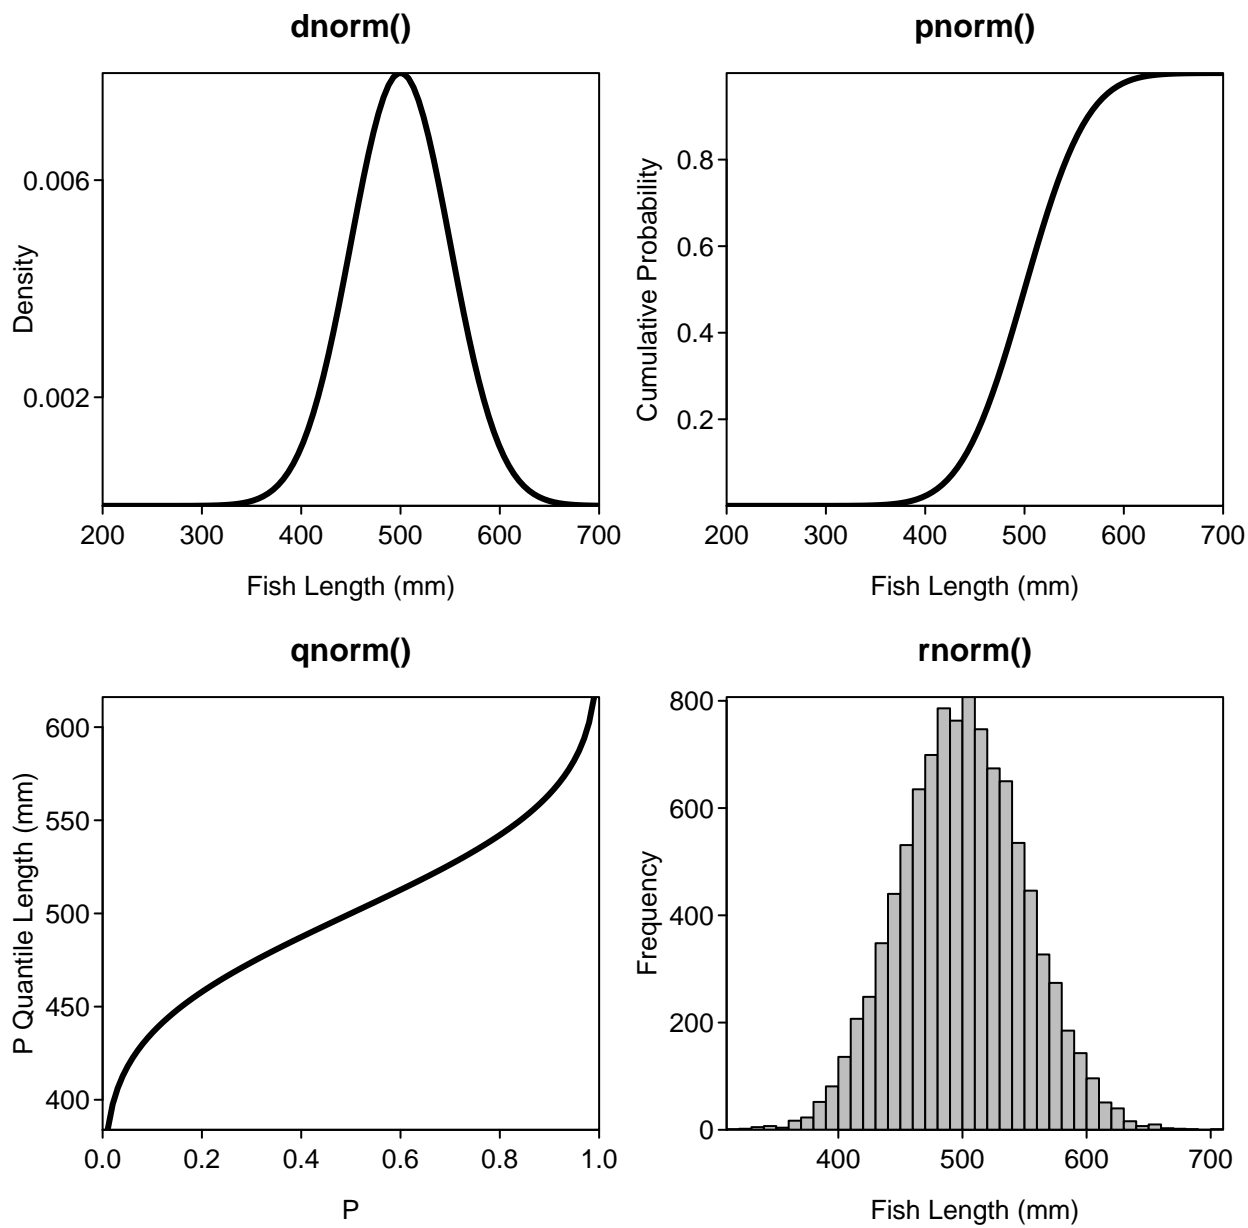 dnorm()
0.006
0.002
Density
200 300 400 500 600 700
Fish Length (mm)
pnorm()
0.8
0.6
0.4
0.2
Cumulative Probability
200 300 400 500 600 700
Fish Length (mm)
qnorm()
600
550
500
450
400
P Quantile Length (mm)
0.0 0.2 0.4 0.6 0.8 1.0
P
rnorm()
800
600
400
200
0
Frequency
400 500 600 700
Fish Length (mm)